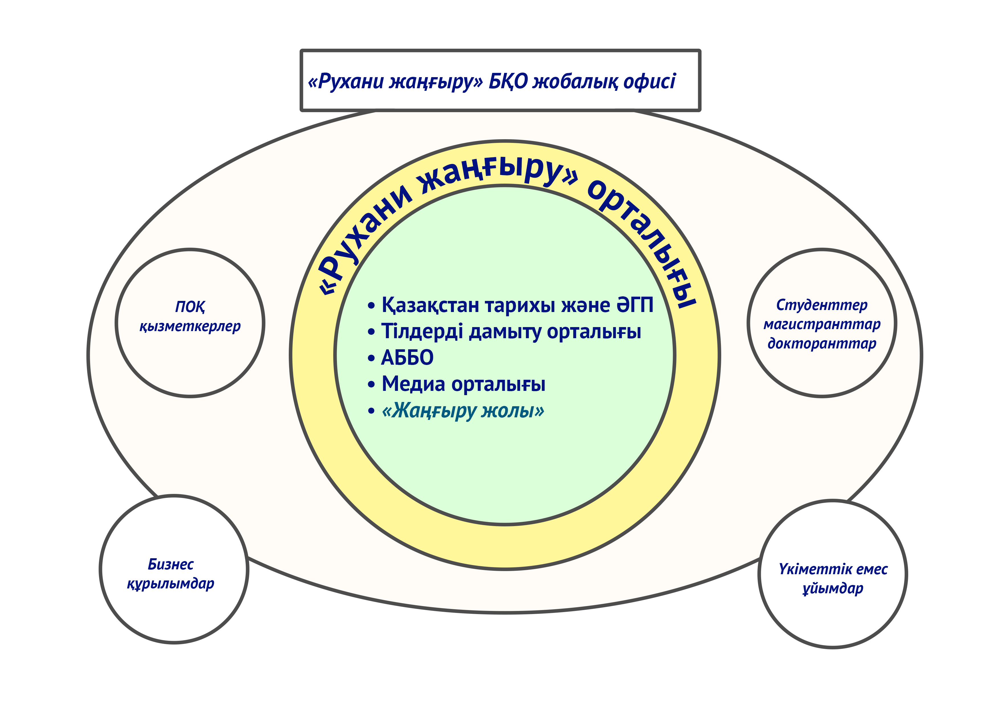 «Рухани жаңғыру» БҚО жобалық офисі
«Рухани жаңғыру» орталығы
ПОҚ
қызметкерлер
• Қазақстан тарихы және ӘГП
• Тілдерді дамыту орталығы
• АББО
• Медиа орталығы
• «Жаңғыру жолы»
Студенттер
магистранттар
докторанттар
Бизнес
құрылымдар
Үкіметтік емес
ұйымдар